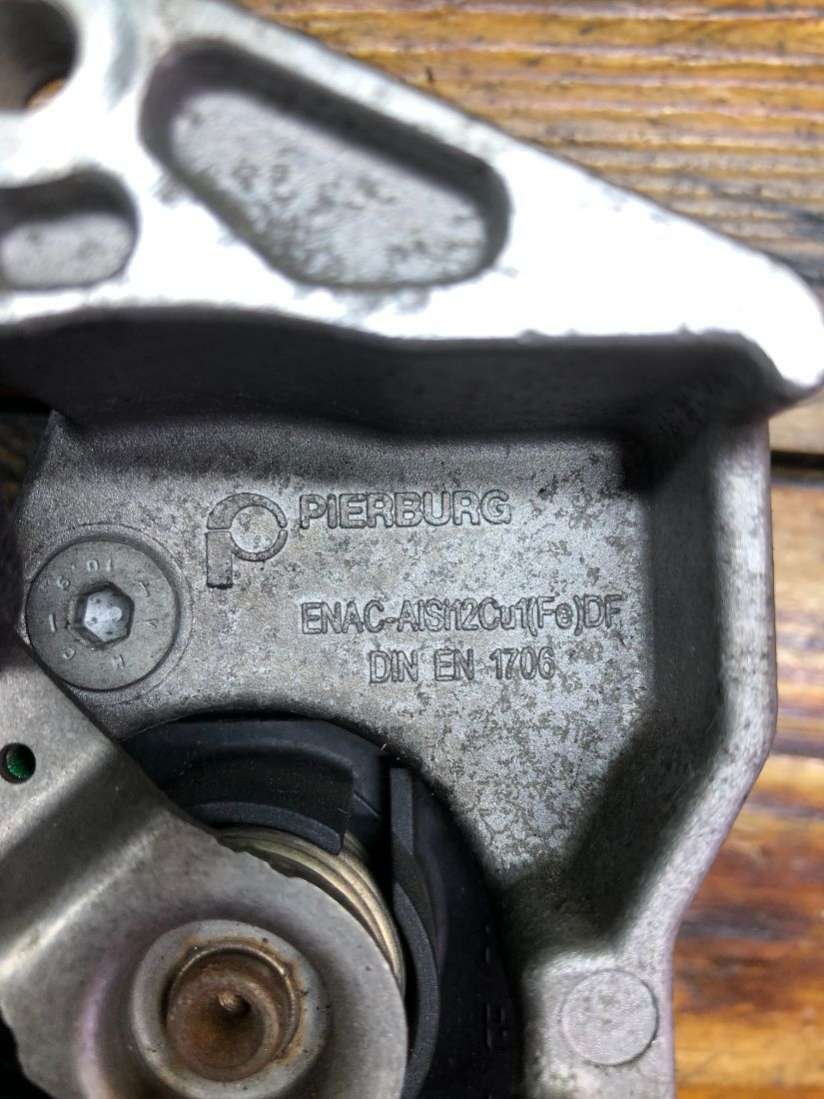 PIERBURG
ENAC-AlSi12Cu1(Fe)DF
DIN EN 1706